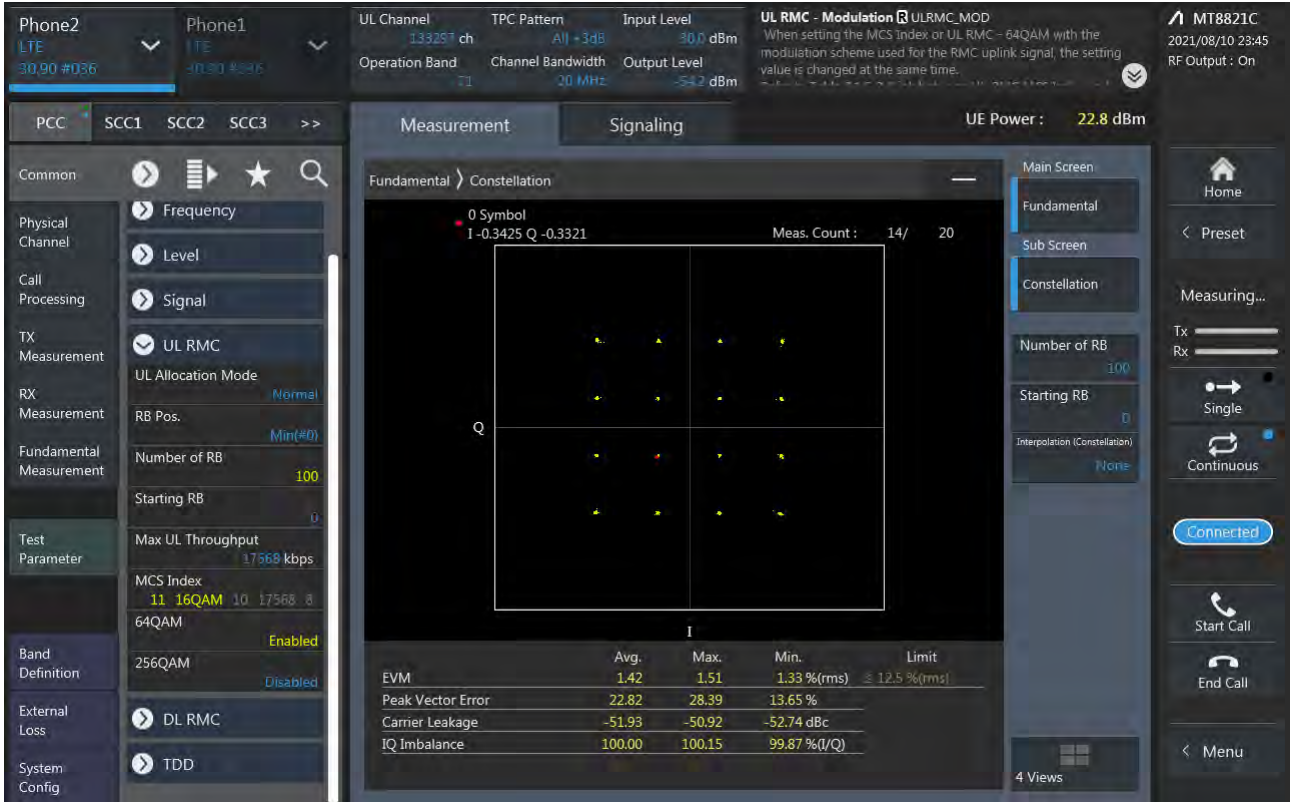 Phone2
LTE
30.90 #036
Phone1
LTE
30.90 #036
UL Channel
133297 ch
TPC Pattern
All +3dB
Input Level
30.0 dBm
Operation Band
71
Channel Bandwidth
20 MHz
Output Level
-54.2 dBm
UL RMC - Modulation R ULRMC_MOD
When setting the MCS Index or UL RMC - 64QAM with the
modulation scheme used for the RMC uplink signal, the setting
value is changed at the same time.
MT8821C
2021/08/10 23:45
RF Output : On
PCC SCC1 SCC2 SCC3 >>
Measurement
Signaling
UE Power : 22.8 dBm
Common
Physical
Channel
Call
Processing
TX
Measurement
RX
Measurement
Fundamental
Measurement
Test
Parameter
Band
Definition
External
Loss
System
Config
Frequency
Level
Signal
UL RMC
UL Allocation Mode
Normal
RB Pos.
Min(#0)
Number of RB
100
Starting RB
0
Max UL Throughput
17568 kbps
MCS Index
11 16QAM 10 17568 8
64QAM
Enabled
256QAM
Disabled
DL RMC
TDD
Fundamental ⟩ Constellation
0 Symbol
I -0.3425 Q -0.3321
Meas. Count : 14/ 20
Q
I
Avg. Max. Min. Limit
EVM 1.42 1.51 1.33 %(rms) ≤ 12.5 %(rms)
Peak Vector Error 22.82 28.39 13.65 %
Carrier Leakage -51.93 -50.92 -52.74 dBc
IQ Imbalance 100.00 100.15 99.87 %(I/Q)
Main Screen
Fundamental
Sub Screen
Constellation
Number of RB
100
Starting RB
0
Interpolation (Constellation)
None
4 Views
Home
< Preset
Measuring...
Tx
Rx
Single
Continuous
Connected
Start Call
End Call
< Menu